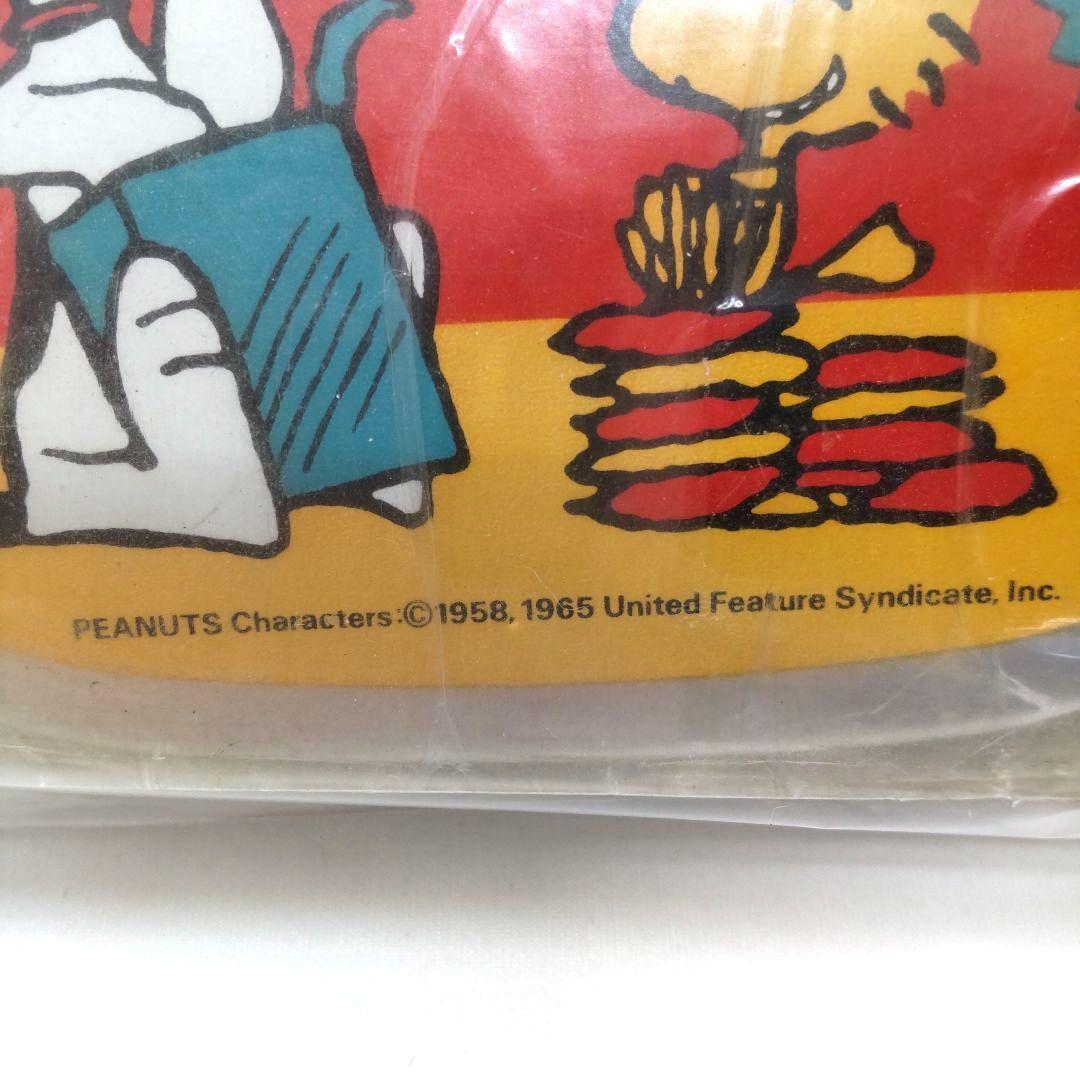 PEANUTS Characters:©1958, 1965 United Feature Syndicate, Inc.